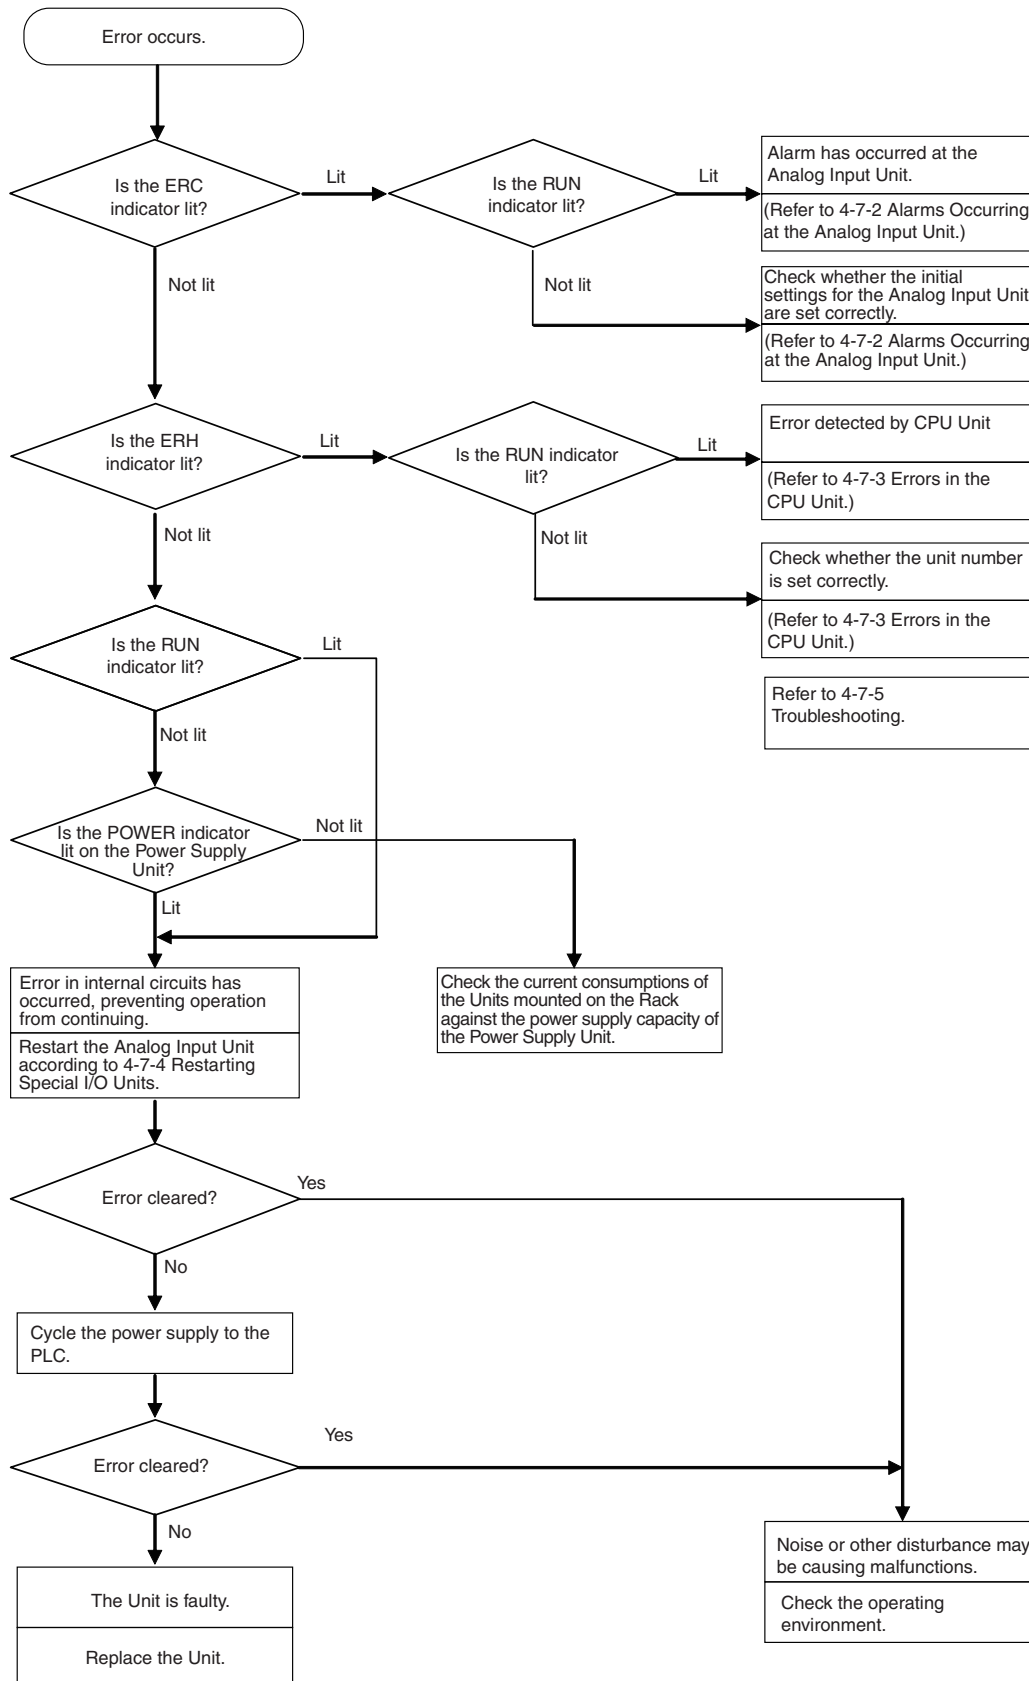 Error occurs.
Is the ERC
indicator lit?
Lit
Is the RUN
indicator lit?
Lit
Alarm has occurred at the
Analog Input Unit.
(Refer to 4-7-2 Alarms Occurring
at the Analog Input Unit.)
Not lit
Not lit
Check whether the initial
settings for the Analog Input Unit
are set correctly.
(Refer to 4-7-2 Alarms Occurring
at the Analog Input Unit.)
Is the ERH
indicator lit?
Lit
Is the RUN indicator
lit?
Lit
Error detected by CPU Unit
(Refer to 4-7-3 Errors in the
CPU Unit.)
Not lit
Not lit
Check whether the unit number
is set correctly.
(Refer to 4-7-3 Errors in the
CPU Unit.)
Is the RUN
indicator lit?
Lit
Refer to 4-7-5
Troubleshooting.
Not lit
Is the POWER indicator
lit on the Power Supply
Unit?
Not lit
Lit
Error in internal circuits has
occurred, preventing operation
from continuing.
Restart the Analog Input Unit
according to 4-7-4 Restarting
Special I/O Units.
Check the current consumptions of
the Units mounted on the Rack
against the power supply capacity of
the Power Supply Unit.
Error cleared?
Yes
No
Cycle the power supply to the
PLC.
Error cleared?
Yes
No
The Unit is faulty.
Replace the Unit.
Noise or other disturbance may
be causing malfunctions.
Check the operating
environment.